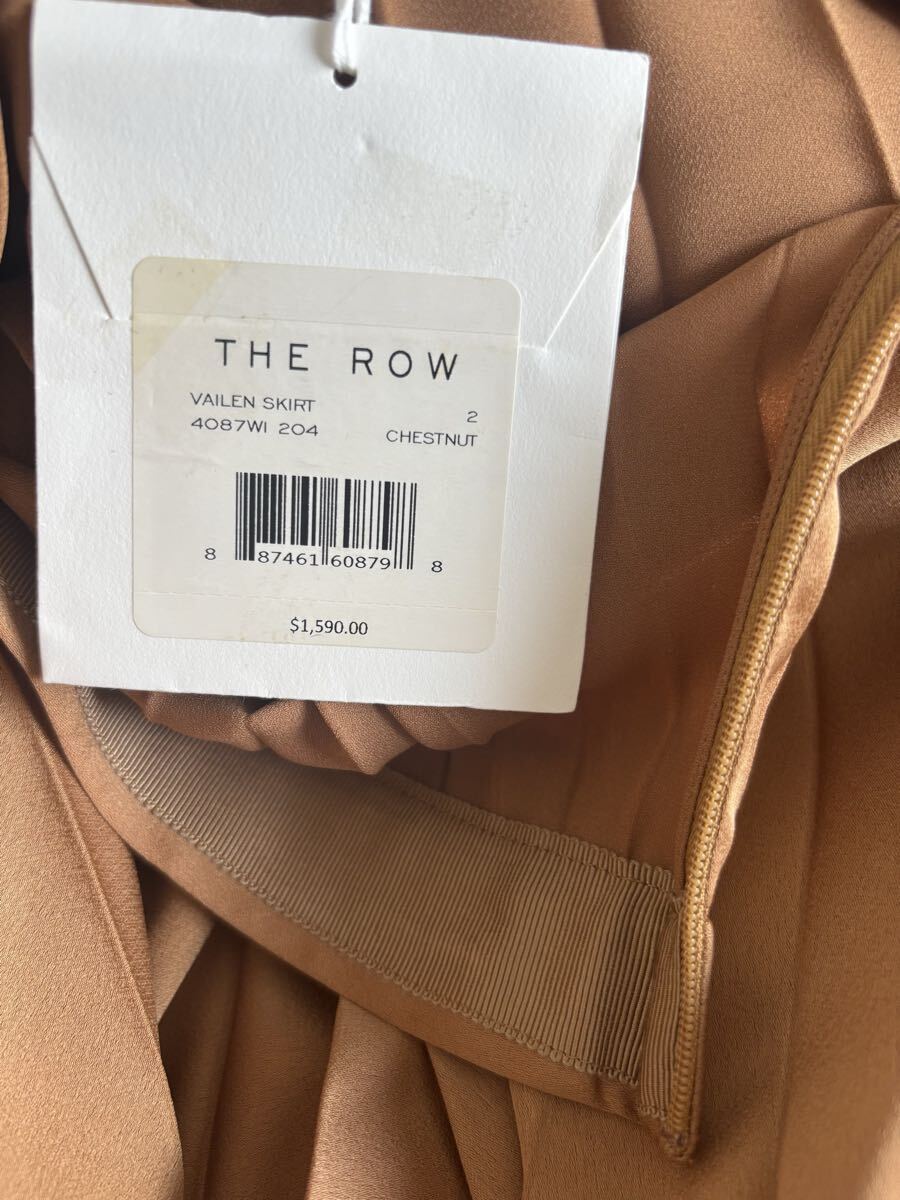 THE ROW
VAILEN SKIRT 2
4087WI 204 CHESTNUT
8 87461 60879 8
$1,590.00